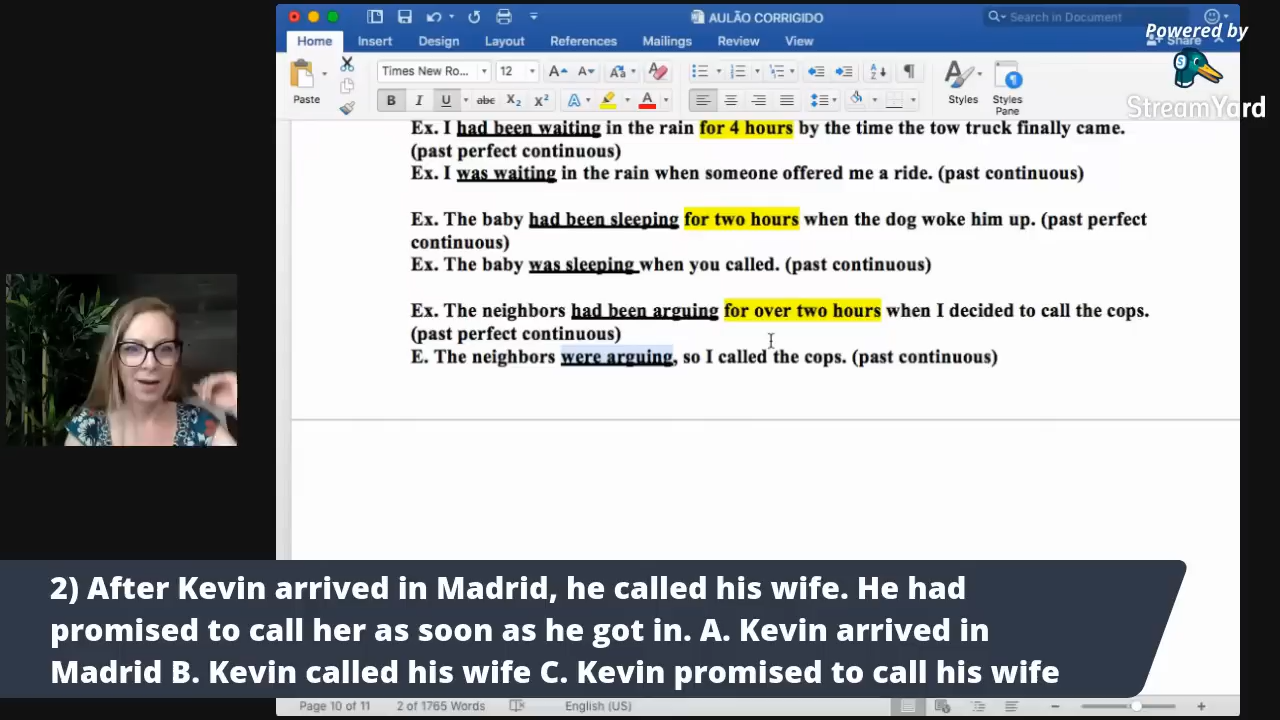 AULÃO CORRIGIDO
Search in Document
Powered by
Home Insert Design Layout References Mailings Review View
Share
StreamYard
Times New Ro... 12
Paste
Styles
Styles Pane
Ex. I had been waiting in the rain for 4 hours by the time the tow truck finally came.
(past perfect continuous)
Ex. I was waiting in the rain when someone offered me a ride. (past continuous)
Ex. The baby had been sleeping for two hours when the dog woke him up. (past perfect
continuous)
Ex. The baby was sleeping when you called. (past continuous)
Ex. The neighbors had been arguing for over two hours when I decided to call the cops.
(past perfect continuous)
E. The neighbors were arguing, so I called the cops. (past continuous)
2) After Kevin arrived in Madrid, he called his wife. He had
promised to call her as soon as he got in. A. Kevin arrived in
Madrid B. Kevin called his wife C. Kevin promised to call his wife
Page 10 of 11 2 of 1765 Words English (US)